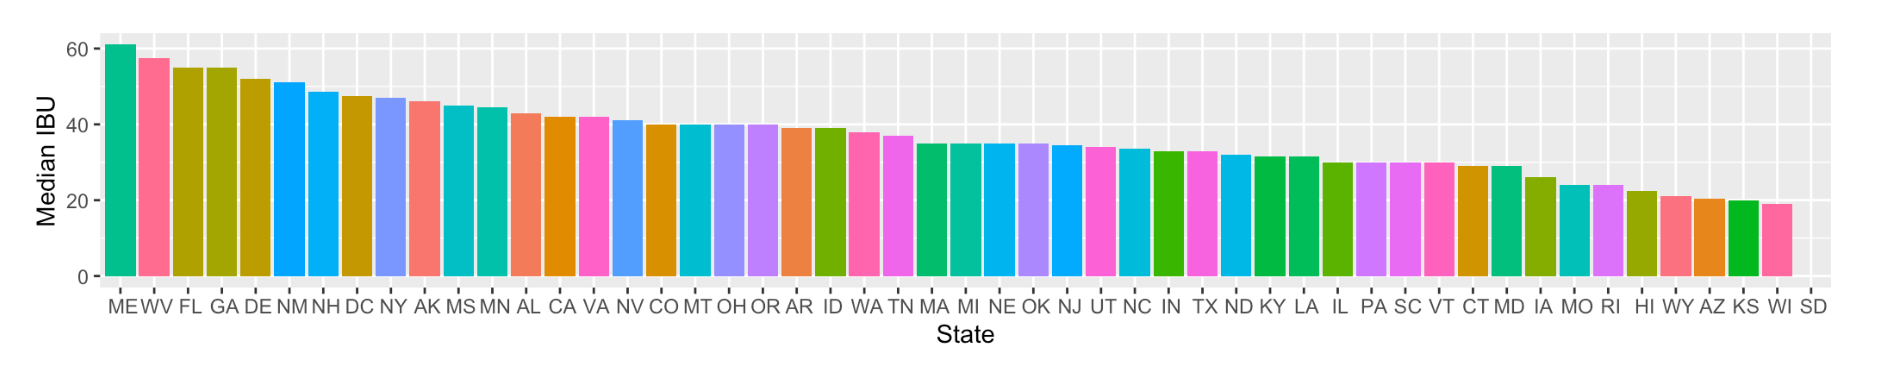 Median IBU
60
40
20
0
ME WV FL GA DE NM NH DC NY AK MS MN AL CA VA NV CO MT OH OR AR ID WA TN MA MI NE OK NJ UT NC IN TX ND KY LA IL PA SC VT CT MD IA MO RI HI WY AZ KS WI SD
State